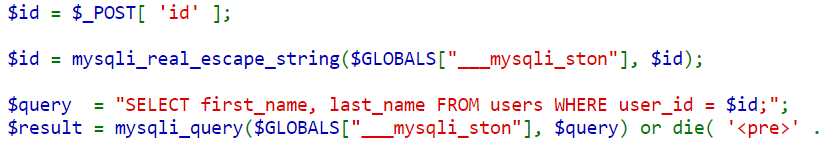 $id = $_POST[ 'id' ];
$id = mysqli_real_escape_string($GLOBALS["___mysqli_ston"], $id);
$query  = "SELECT first_name, last_name FROM users WHERE user_id = $id;";
$result = mysqli_query($GLOBALS["___mysqli_ston"], $query) or die( '<pre>' .